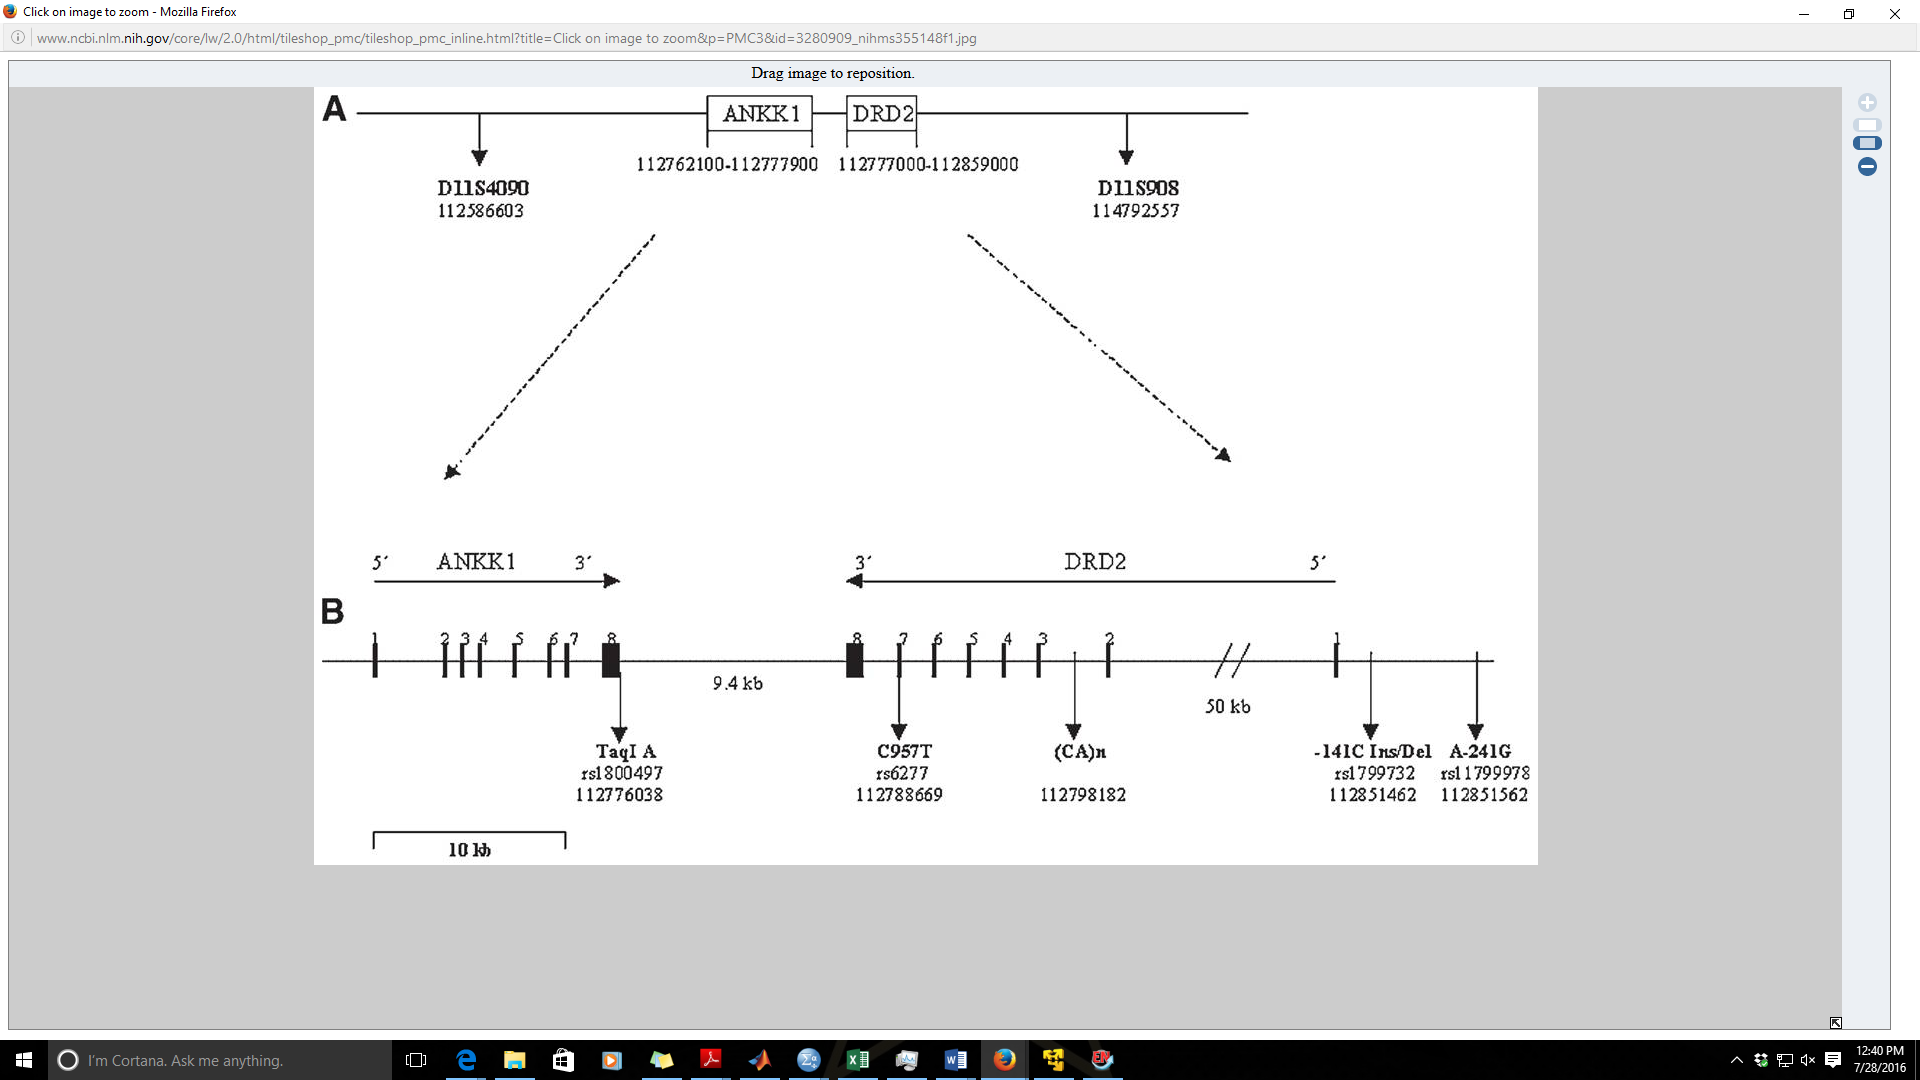 Click on image to zoom - Mozilla Firefox
www.ncbi.nlm.nih.gov/core/lw/2.0/html/tileshop_pmc/tileshop_pmc_inline.html?title=Click on image to zoom&p=PMC3&id=3280909_nihms355148f1.jpg
Drag image to reposition.
A
ANKK1 DRD2
112762100-112777900 112777000-112859000
D11S4090 D11S908
112586603 114792557
5´ ANKK1 3´ 3´ DRD2 5´
B
1 2 3 4 5 6 7 8 8 7 6 5 4 3 2 1
9.4 kb
50 kb
TaqI A C957T (CA)n -141C Ins/Del A-241G
rs1800497 rs6277 rs1799732 rs11799978
112776038 112788669 112798182 112851462 112851562
10 kb
I'm Cortana. Ask me anything.
12:40 PM
7/28/2016